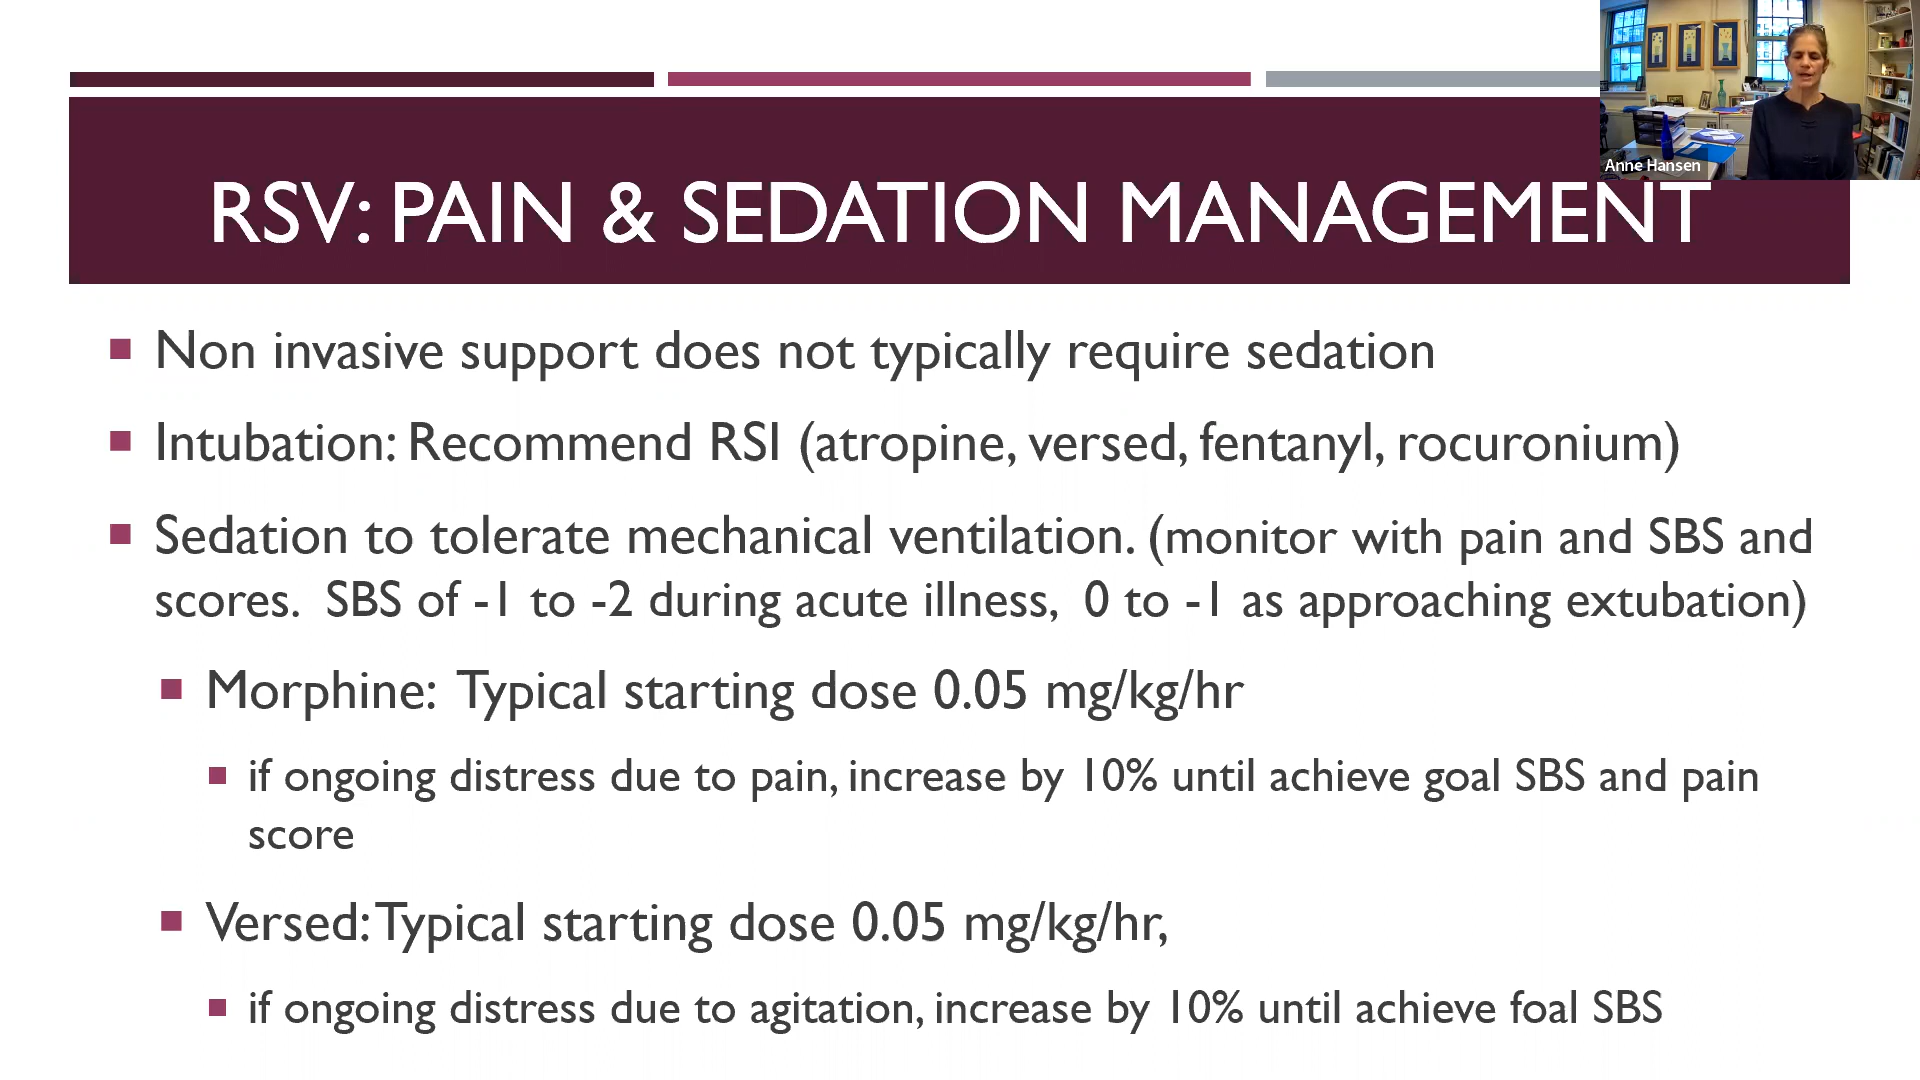 Anne Hansen
RSV: PAIN & SEDATION MANAGEMENT
Non invasive support does not typically require sedation
Intubation: Recommend RSI (atropine, versed, fentanyl, rocuronium)
Sedation to tolerate mechanical ventilation. (monitor with pain and SBS and
scores.  SBS of -1 to -2 during acute illness,  0 to -1 as approaching extubation)
Morphine:  Typical starting dose 0.05 mg/kg/hr
if ongoing distress due to pain, increase by 10% until achieve goal SBS and pain
score
Versed: Typical starting dose 0.05 mg/kg/hr,
if ongoing distress due to agitation, increase by 10% until achieve foal SBS